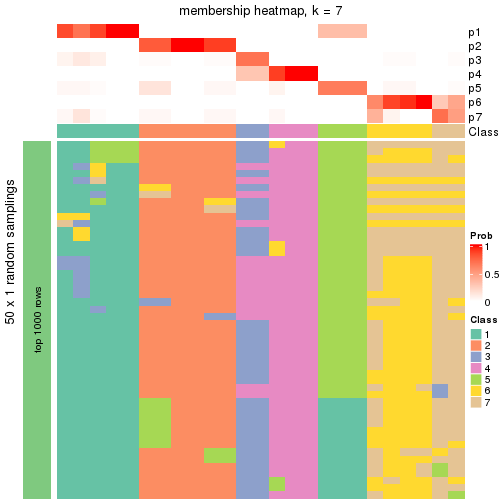 membership heatmap, k = 7
p1
p2
p3
p4
p5
p6
p7
Class
50 x 1 random samplings
top 1000 rows
Prob
1
0.5
0
Class
1
2
3
4
5
6
7